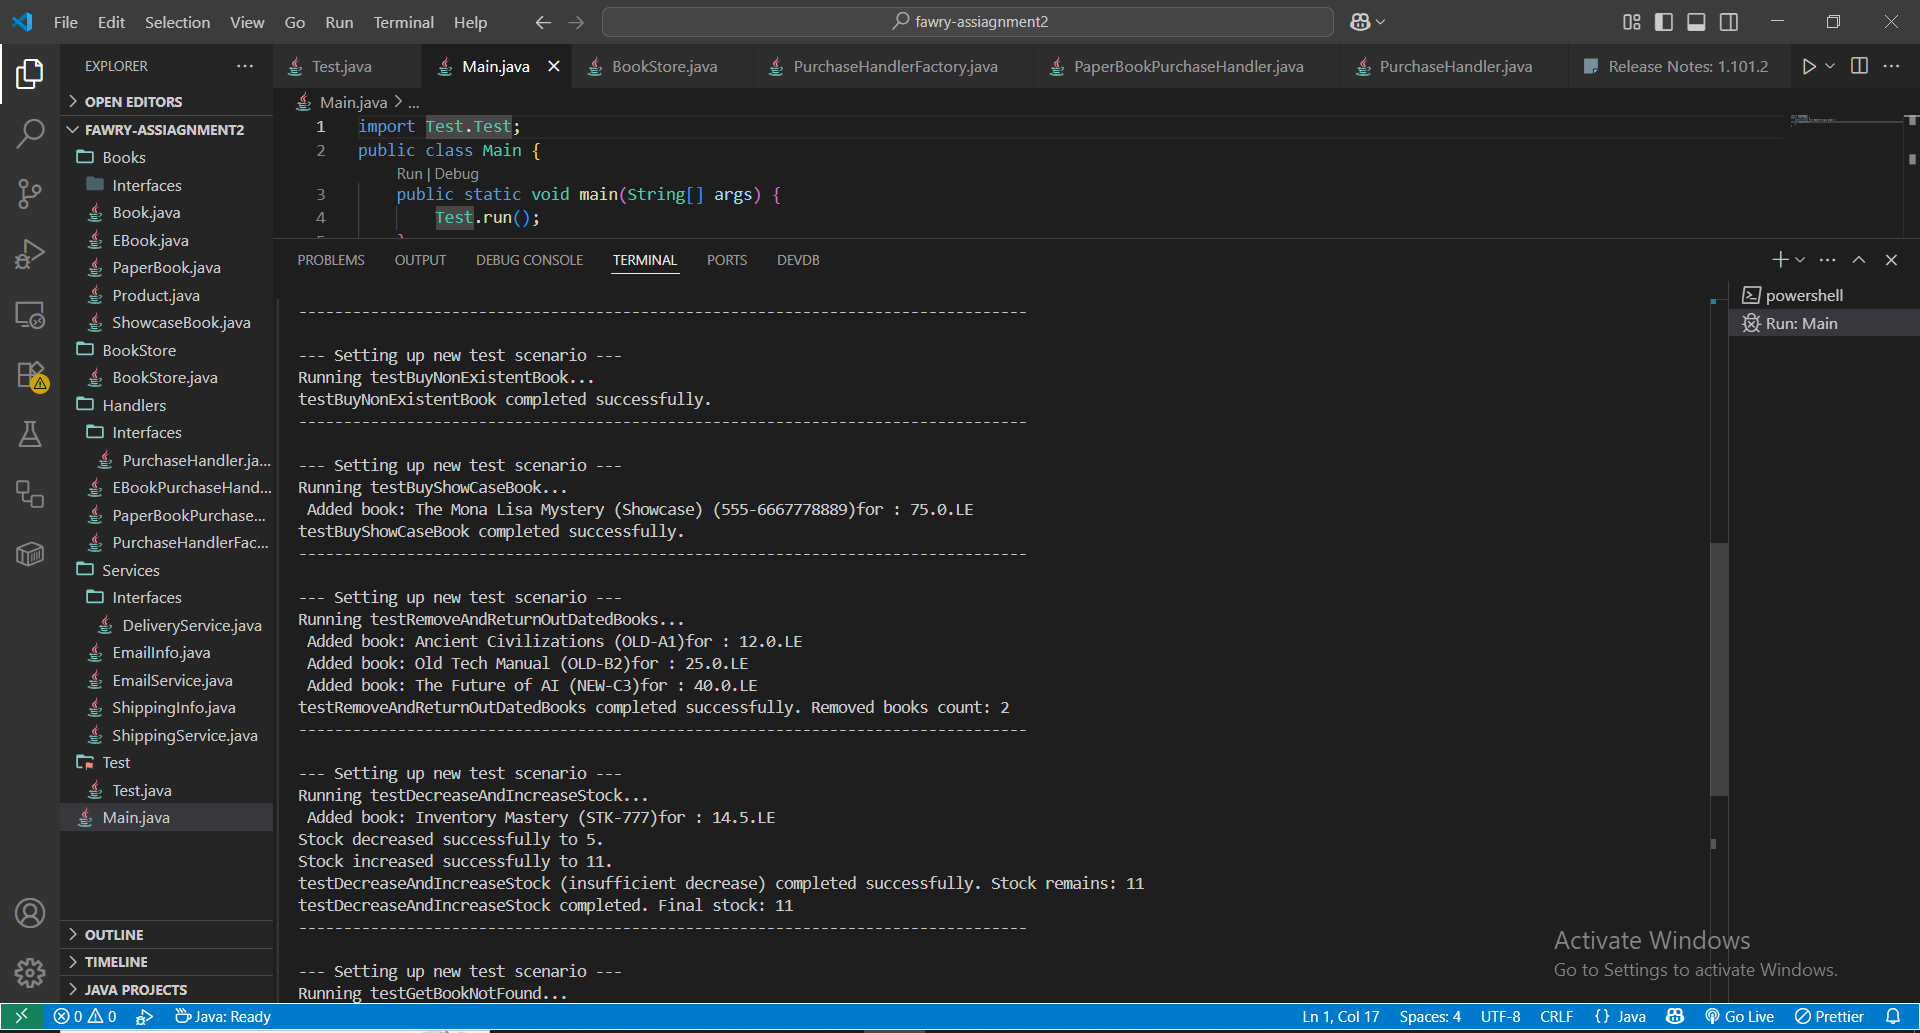 File Edit Selection View Go Run Terminal Help
fawry-assiagnment2
EXPLORER
OPEN EDITORS
FAWRY-ASSIAGNMENT2
Books
Interfaces
Book.java
EBook.java
PaperBook.java
Product.java
ShowcaseBook.java
BookStore
BookStore.java
Handlers
Interfaces
PurchaseHandler.ja...
EBookPurchaseHand...
PaperBookPurchase...
PurchaseHandlerFac...
Services
Interfaces
DeliveryService.java
EmailInfo.java
EmailService.java
ShippingInfo.java
ShippingService.java
Test
Test.java
Main.java
OUTLINE
TIMELINE
JAVA PROJECTS
Test.java Main.java BookStore.java PurchaseHandlerFactory.java PaperBookPurchaseHandler.java PurchaseHandler.java Release Notes: 1.101.2
Main.java > ...
1 import Test.Test;
2 public class Main {
Run | Debug
3 public static void main(String[] args) {
4 Test.run();
PROBLEMS OUTPUT DEBUG CONSOLE TERMINAL PORTS DEVDB
powershell
Run: Main
---------------------------------------------------------------------------------
--- Setting up new test scenario ---
Running testBuyNonExistentBook...
testBuyNonExistentBook completed successfully.
---------------------------------------------------------------------------------
--- Setting up new test scenario ---
Running testBuyShowCaseBook...
Added book: The Mona Lisa Mystery (Showcase) (555-6667778889)for : 75.0.LE
testBuyShowCaseBook completed successfully.
---------------------------------------------------------------------------------
--- Setting up new test scenario ---
Running testRemoveAndReturnOutDatedBooks...
Added book: Ancient Civilizations (OLD-A1)for : 12.0.LE
Added book: Old Tech Manual (OLD-B2)for : 25.0.LE
Added book: The Future of AI (NEW-C3)for : 40.0.LE
testRemoveAndReturnOutDatedBooks completed successfully. Removed books count: 2
---------------------------------------------------------------------------------
--- Setting up new test scenario ---
Running testDecreaseAndIncreaseStock...
Added book: Inventory Mastery (STK-777)for : 14.5.LE
Stock decreased successfully to 5.
Stock increased successfully to 11.
testDecreaseAndIncreaseStock (insufficient decrease) completed successfully. Stock remains: 11
testDecreaseAndIncreaseStock completed. Final stock: 11
---------------------------------------------------------------------------------
--- Setting up new test scenario ---
Running testGetBookNotFound...
Activate Windows
Go to Settings to activate Windows.
0 0 Java: Ready Ln 1, Col 17 Spaces: 4 UTF-8 CRLF {} Java Go Live Prettier